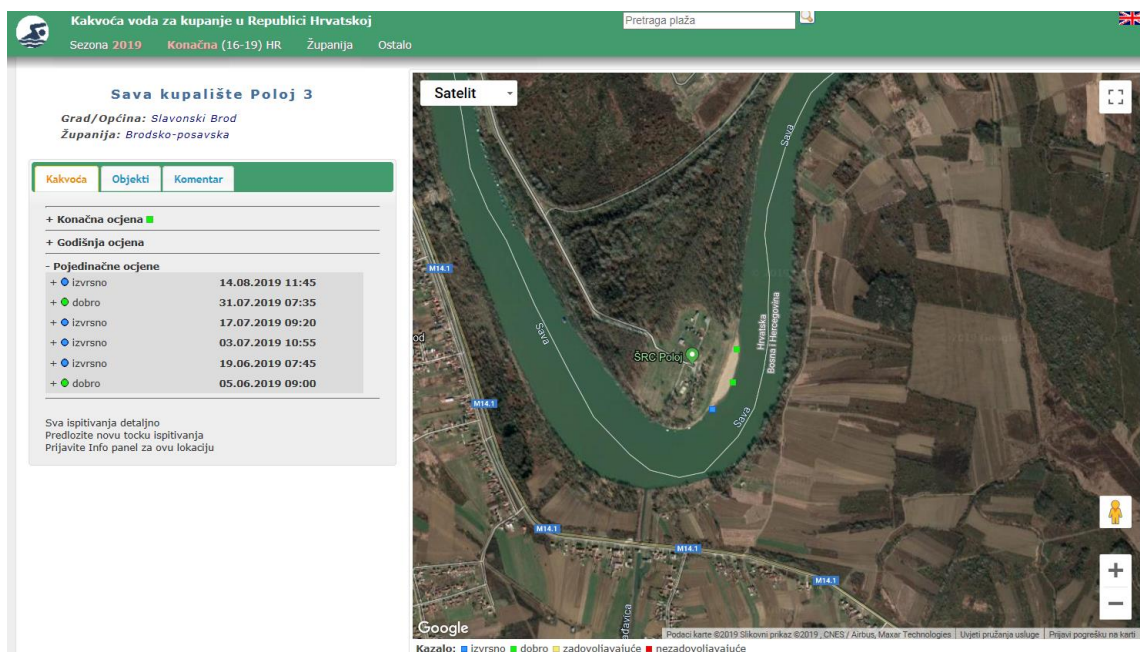 Kakvoća voda za kupanje u Republici Hrvatskoj
Pretraga plaža
Sezona 2019 Konačna (16-19) HR Županija Ostalo
Sava kupalište Poloj 3
Grad/Općina: Slavonski Brod
Županija: Brodsko-posavska
Kakvoća Objekti Komentar
+ Konačna ocjena
+ Godišnja ocjena
- Pojedinačne ocjene
+ izvrsno 14.08.2019 11:45
+ dobro 31.07.2019 07:35
+ izvrsno 17.07.2019 09:20
+ izvrsno 03.07.2019 10:55
+ izvrsno 19.06.2019 07:45
+ dobro 05.06.2019 09:00
Sva ispitivanja detaljno
Predlozite novu tocku ispitivanja
Prijavite Info panel za ovu lokaciju
Satelit
Sava
M14.1
od
Sava
ŠRC Poloj
Hrvatska
Bosna i Hercegovina
M14.1
Sava
M14.1
M14.1
M14.1
Google
Podaci karte ©2019 Slikovni prikaz ©2019 , CNES / Airbus, Maxar Technologies
Uvjeti pružanja usluge
Prijavi pogrešku na karti
Kazalo: izvrsno dobro zadovoljavajuće nezadovoljavajuće